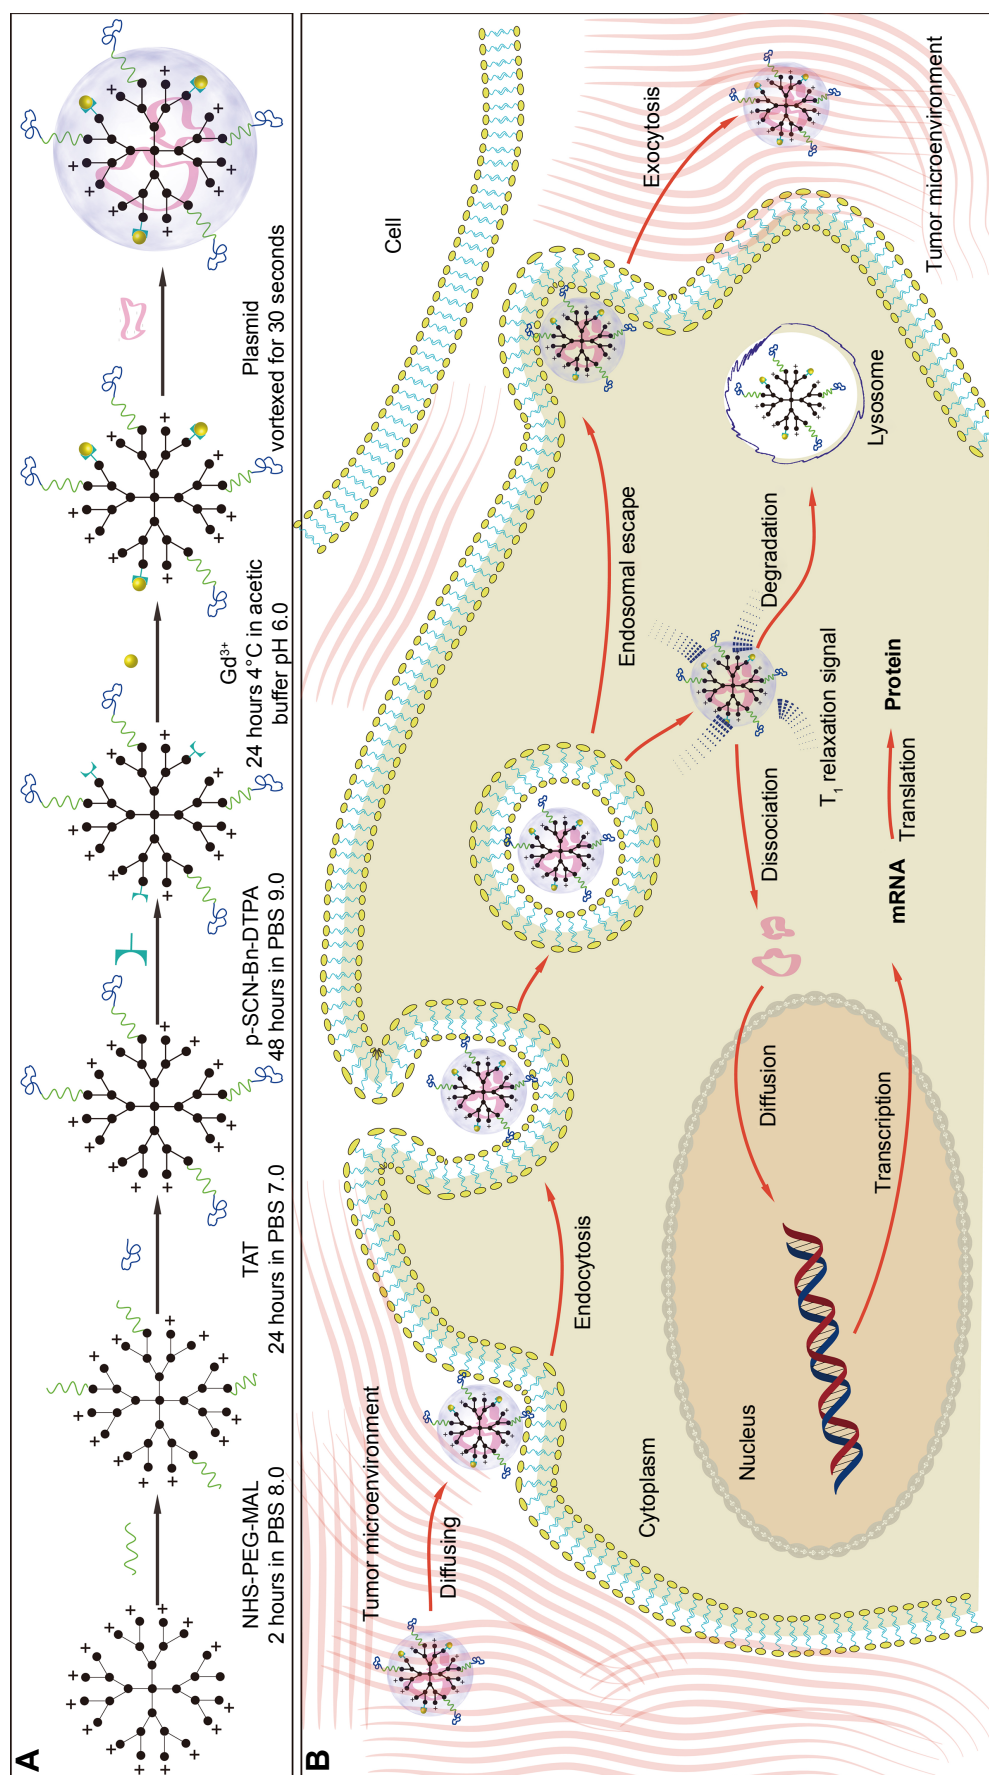 A
NHS-PEG-MAL
2 hours in PBS 8.0
TAT
24 hours in PBS 7.0
p-SCN-Bn-DTPA
48 hours in PBS 9.0
Gd³⁺
24 hours 4°C in acetic
buffer pH 6.0
Plasmid
vortexed for 30 seconds
B
Tumor microenvironment
Diffusing
Endocytosis
Cytoplasm
Nucleus
Diffusion
Transcription
mRNA
Translation
Protein
Dissociation
T₁ relaxation signal
Degradation
Endosomal escape
Lysosome
Cell
Exocytosis
Tumor microenvironment